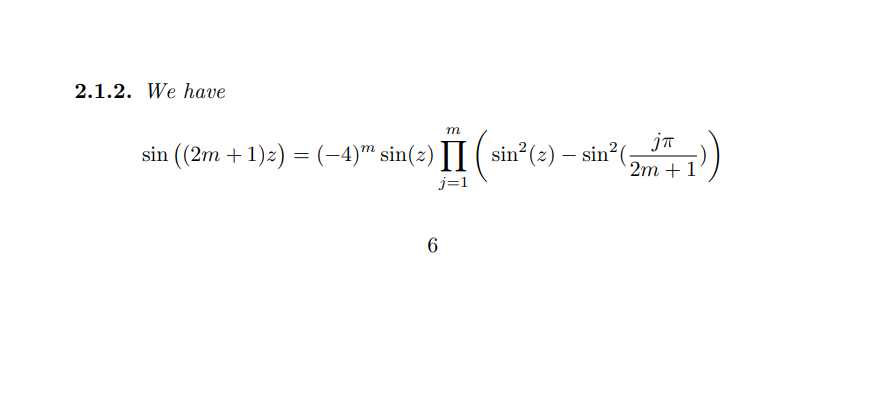 2.1.2. We have
sin ((2m + 1)z) = (−4)^m sin(z) ∏_{j=1}^{m} ( sin²(z) − sin²(jπ/(2m + 1)) )
6